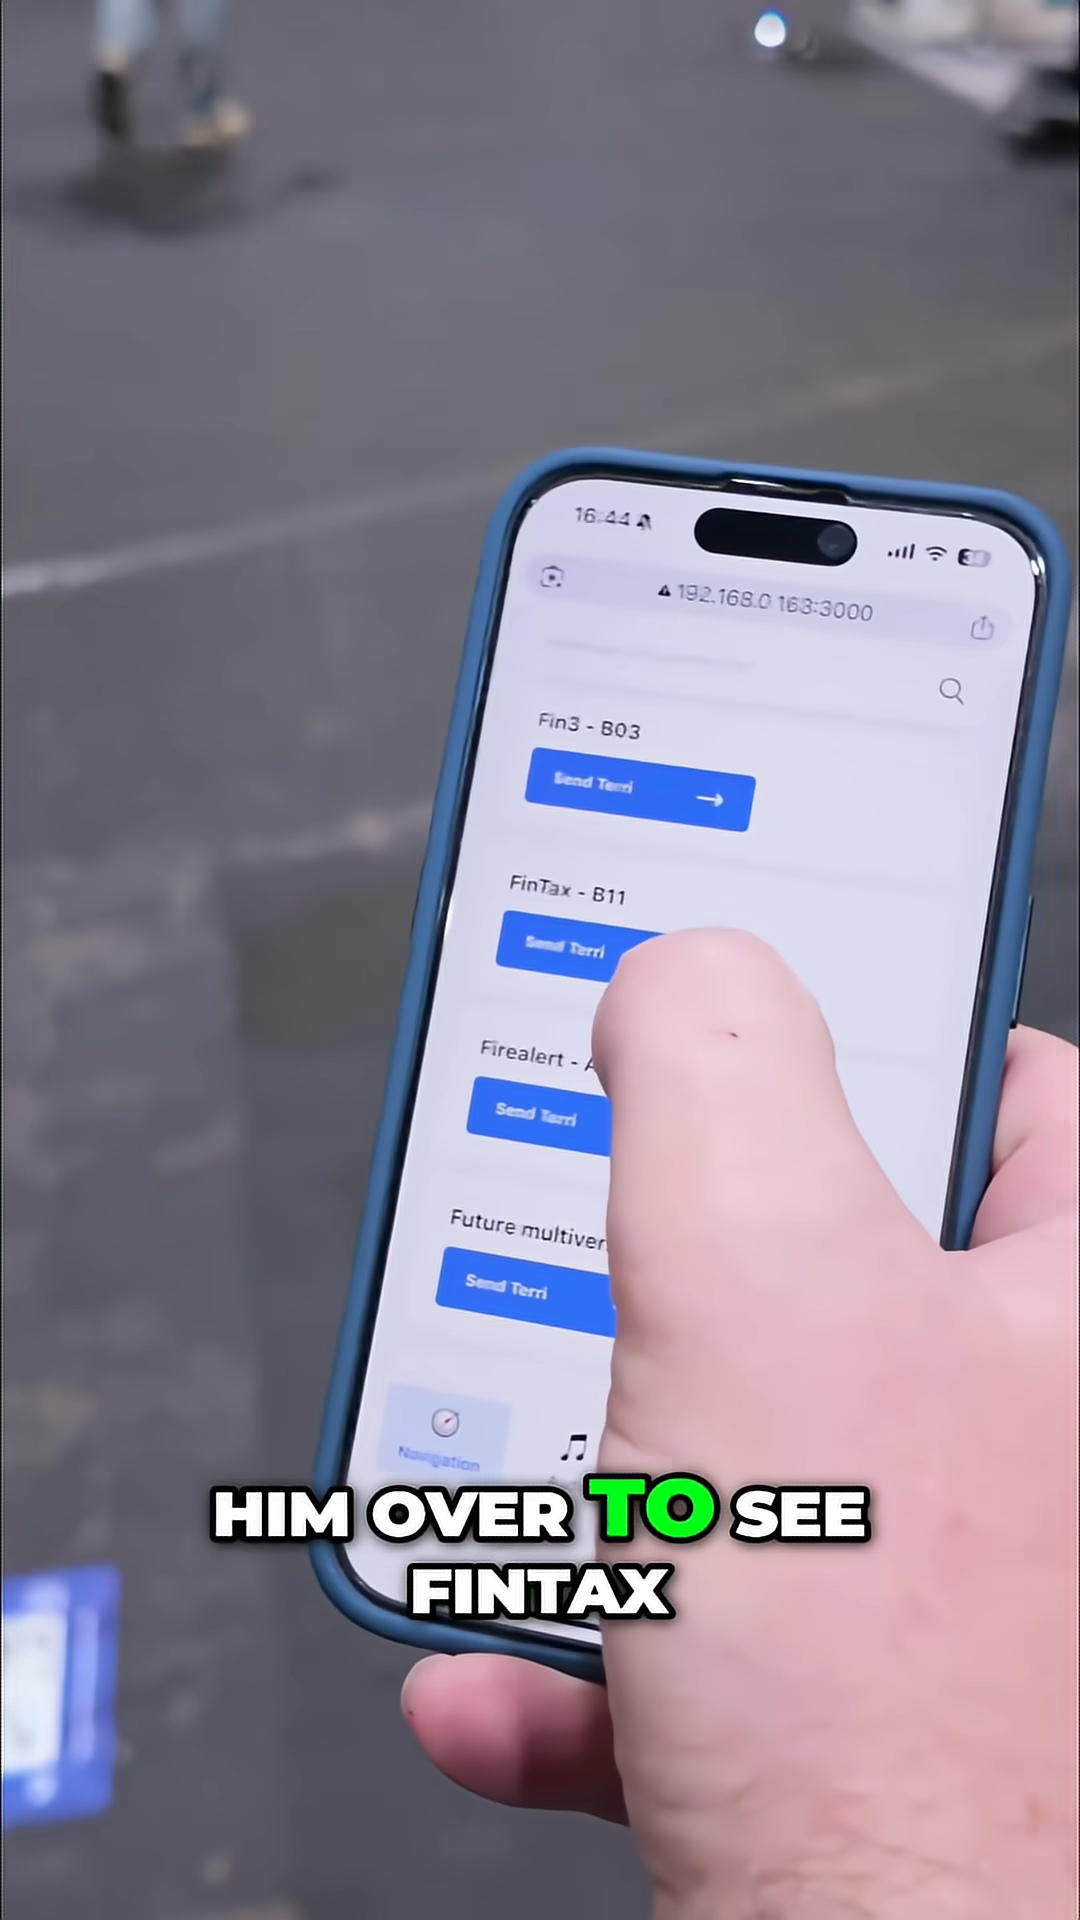 16:44
192.168.0.163:3000
Fin3 - B03
Send Terri →
FinTax - B11
Send Terri
Firealert -
Send Terri
Future multiver
Send Terri
Navigation
HIM OVER TO SEE
FINTAX